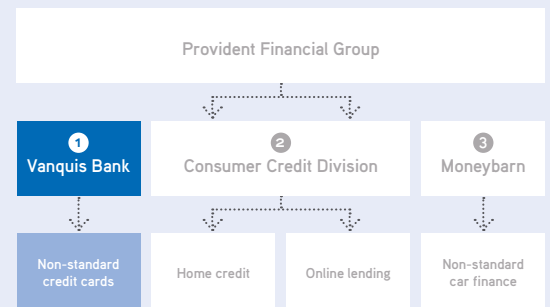 Provident Financial Group
1
Vanquis Bank
2
Consumer Credit Division
3
Moneybarn
Non-standard
credit cards
Home credit
Online lending
Non-standard
car finance